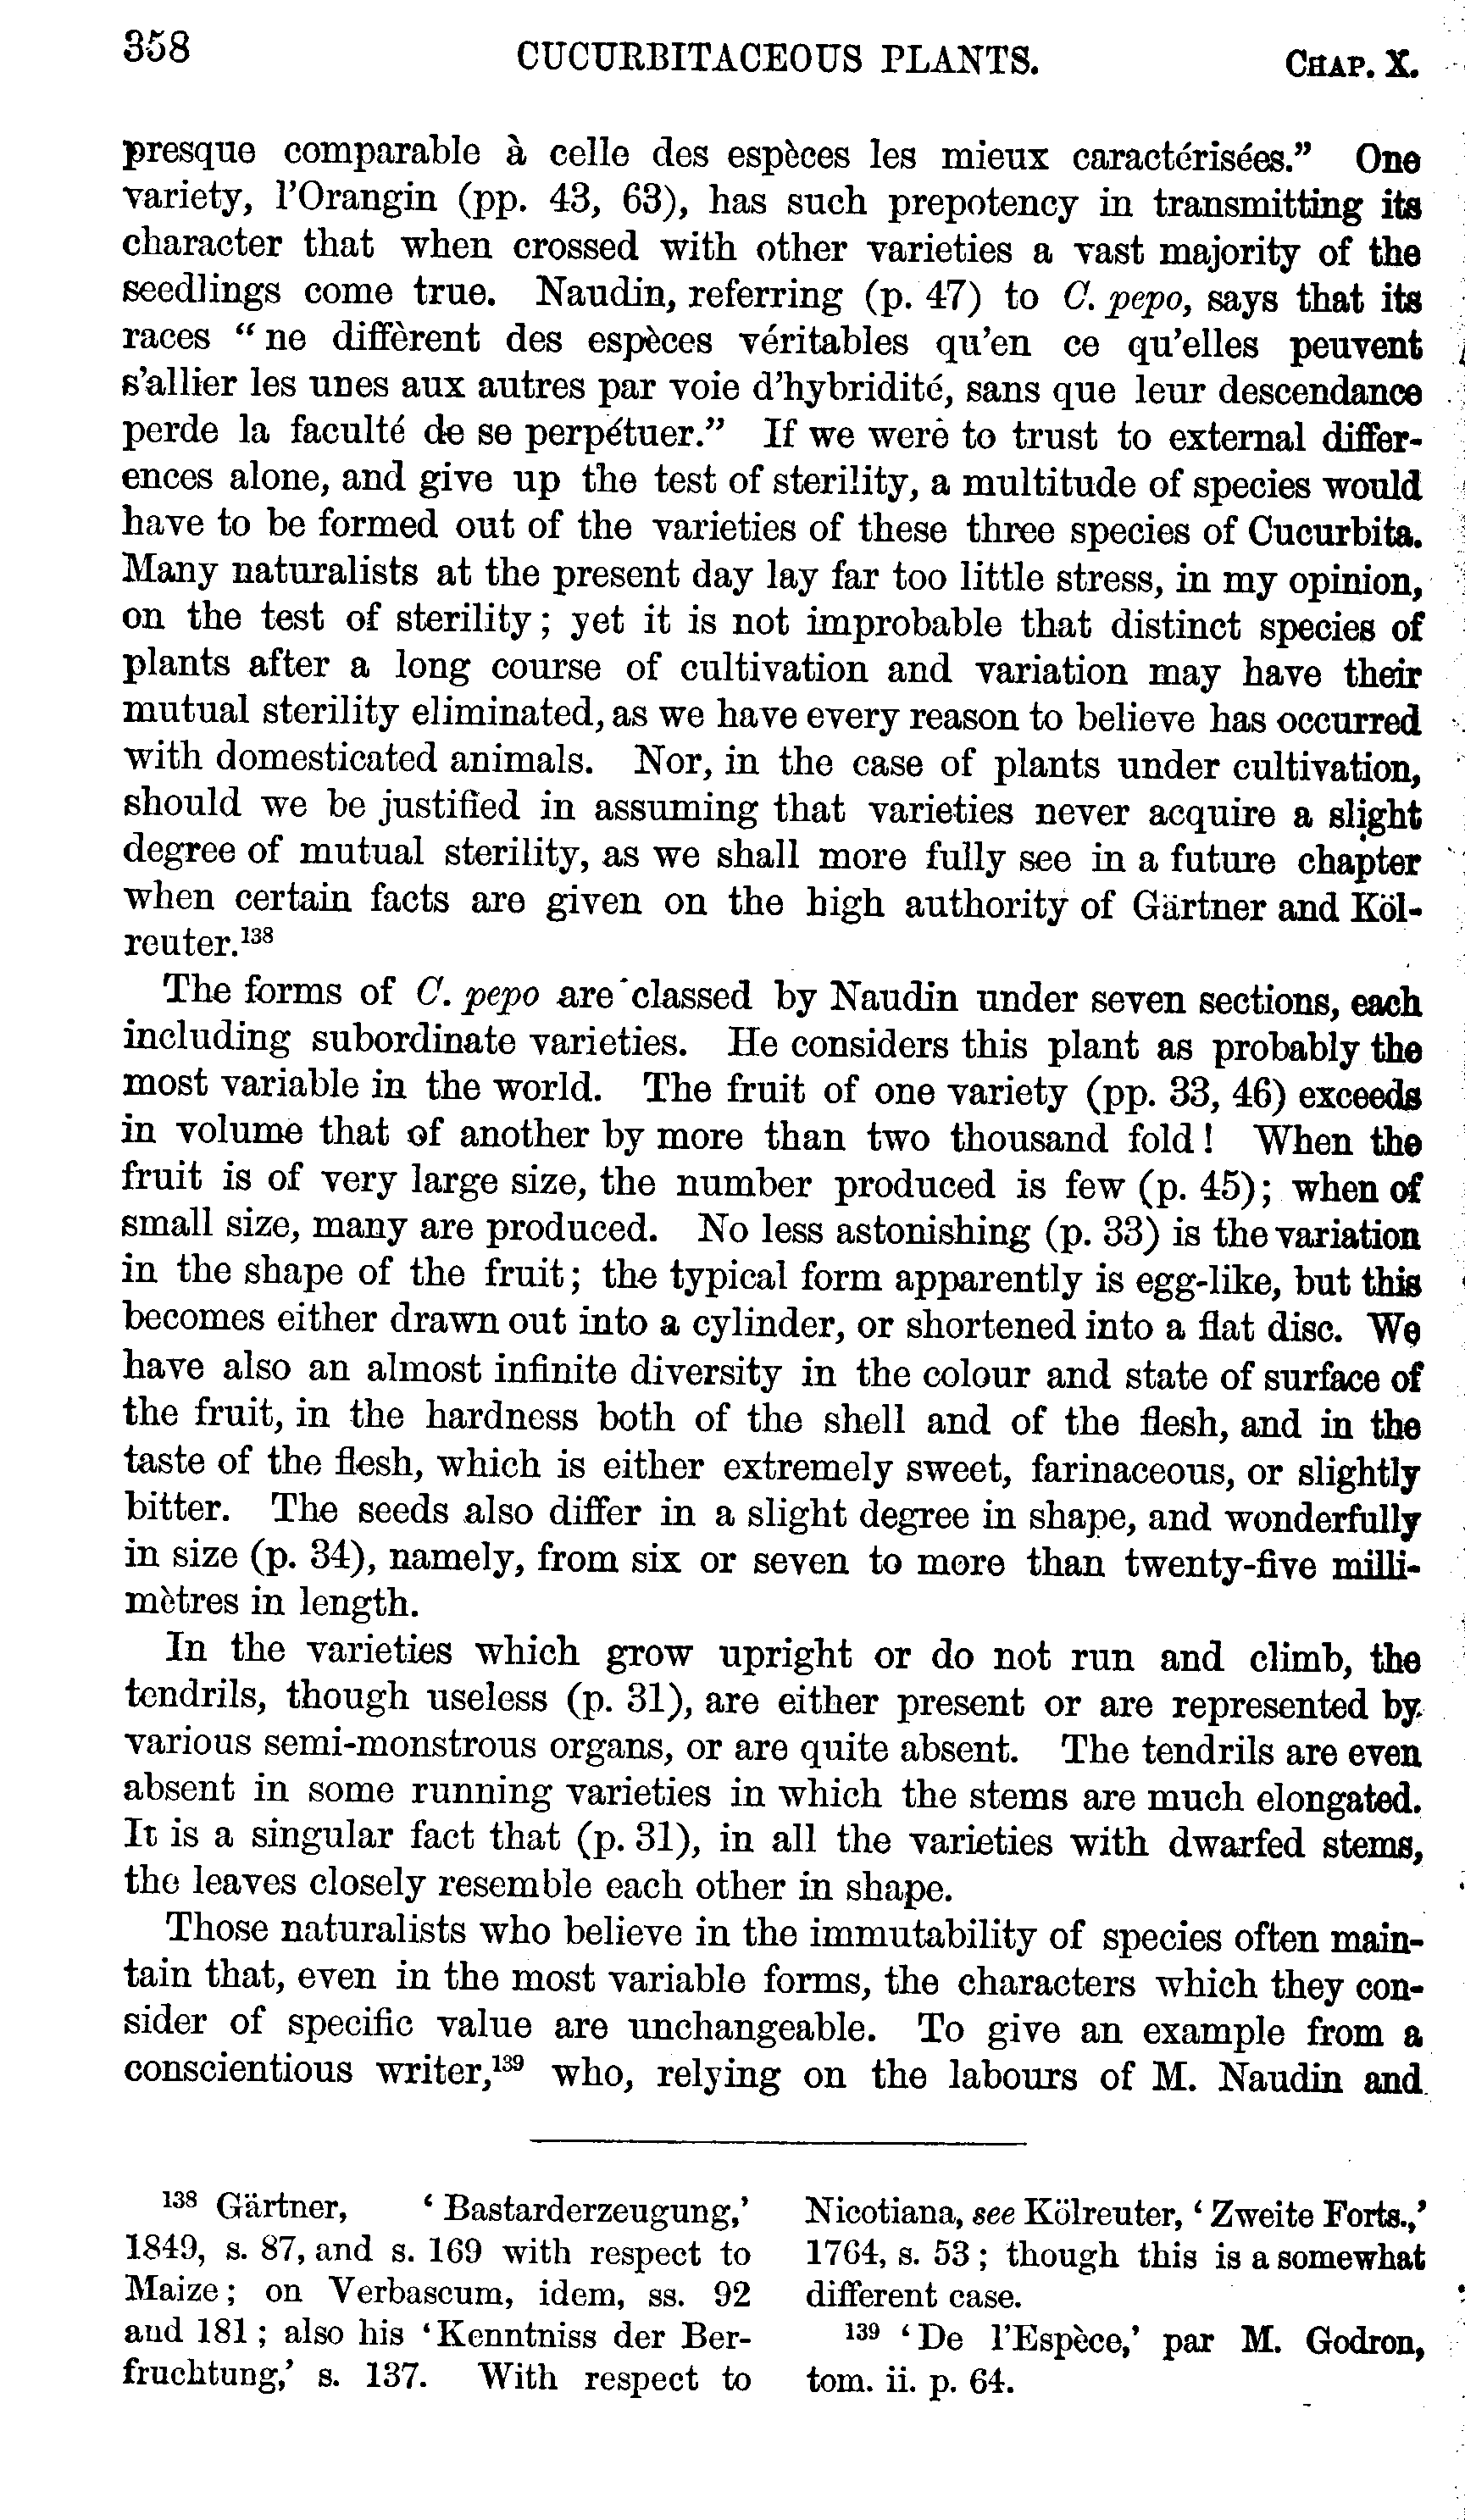 358
CUCURBITACEOUS PLANTS.
CHAP. X.
presque comparable à celle des espèces les mieux caractérisées.” One
variety, l'Orangin (pp. 43, 63), has such prepotency in transmitting its
character that when crossed with other varieties a vast majority of the
seedlings come true. Naudin, referring (p. 47) to C. pepo, says that its
races “ne diffèrent des espèces véritables qu'en ce qu'elles peuvent
s'allier les unes aux autres par voie d'hybridité, sans que leur descendance
perde la faculté de se perpétuer.” If we were to trust to external differ-
ences alone, and give up the test of sterility, a multitude of species would
have to be formed out of the varieties of these three species of Cucurbita.
Many naturalists at the present day lay far too little stress, in my opinion,
on the test of sterility; yet it is not improbable that distinct species of
plants after a long course of cultivation and variation may have their
mutual sterility eliminated, as we have every reason to believe has occurred
with domesticated animals. Nor, in the case of plants under cultivation,
should we be justified in assuming that varieties never acquire a slight
degree of mutual sterility, as we shall more fully see in a future chapter
when certain facts are given on the high authority of Gärtner and Köl-
reuter.¹³⁸
The forms of C. pepo are classed by Naudin under seven sections, each
including subordinate varieties. He considers this plant as probably the
most variable in the world. The fruit of one variety (pp. 33, 46) exceeds
in volume that of another by more than two thousand fold! When the
fruit is of very large size, the number produced is few (p. 45); when of
small size, many are produced. No less astonishing (p. 33) is the variation
in the shape of the fruit; the typical form apparently is egg-like, but this
becomes either drawn out into a cylinder, or shortened into a flat disc. We
have also an almost infinite diversity in the colour and state of surface of
the fruit, in the hardness both of the shell and of the flesh, and in the
taste of the flesh, which is either extremely sweet, farinaceous, or slightly
bitter. The seeds also differ in a slight degree in shape, and wonderfully
in size (p. 34), namely, from six or seven to more than twenty-five milli-
mètres in length.
In the varieties which grow upright or do not run and climb, the
tendrils, though useless (p. 31), are either present or are represented by
various semi-monstrous organs, or are quite absent. The tendrils are even
absent in some running varieties in which the stems are much elongated.
It is a singular fact that (p. 31), in all the varieties with dwarfed stems,
the leaves closely resemble each other in shape.
Those naturalists who believe in the immutability of species often main-
tain that, even in the most variable forms, the characters which they con-
sider of specific value are unchangeable. To give an example from a
conscientious writer,¹³⁹ who, relying on the labours of M. Naudin and
¹³⁸ Gärtner, ‘Bastarderzeugung,’
1849, s. 87, and s. 169 with respect to
Maize; on Verbascum, idem, ss. 92
and 181; also his ‘Kenntniss der Ber-
fruchtung,’ s. 137. With respect to
Nicotiana, see Kölreuter, ‘Zweite Forts.,’
1764, s. 53; though this is a somewhat
different case.
¹³⁹ ‘De l'Espèce,’ par M. Godron,
tom. ii. p. 64.